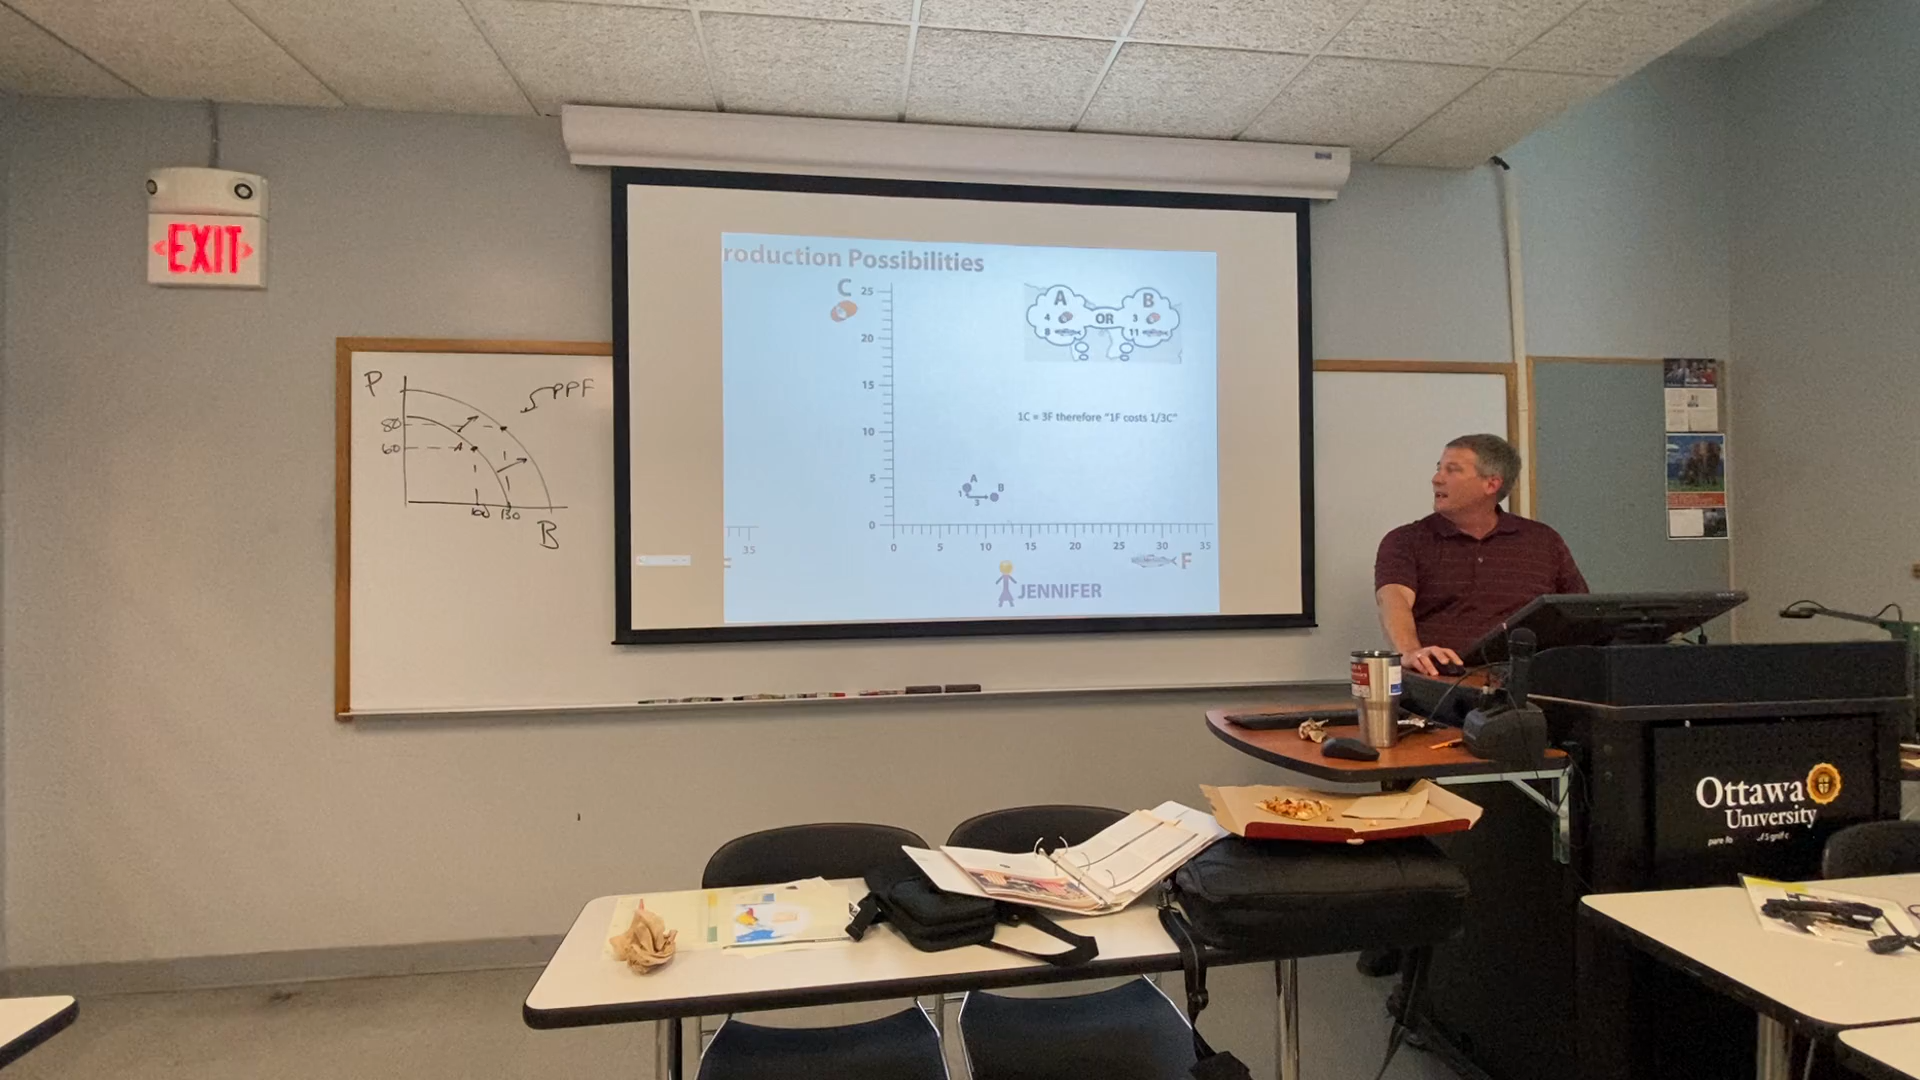 EXIT
P
PPF
80
60
A
100 130
B
roduction Possibilities
C
25
20
15
10
5
0
0 5 10 15 20 25 30 35
F
A
B
4
OR
3
8
11
1C = 3F therefore "1F costs 1/3C"
A
B
1
3
35
JENNIFER
Ottawa
University